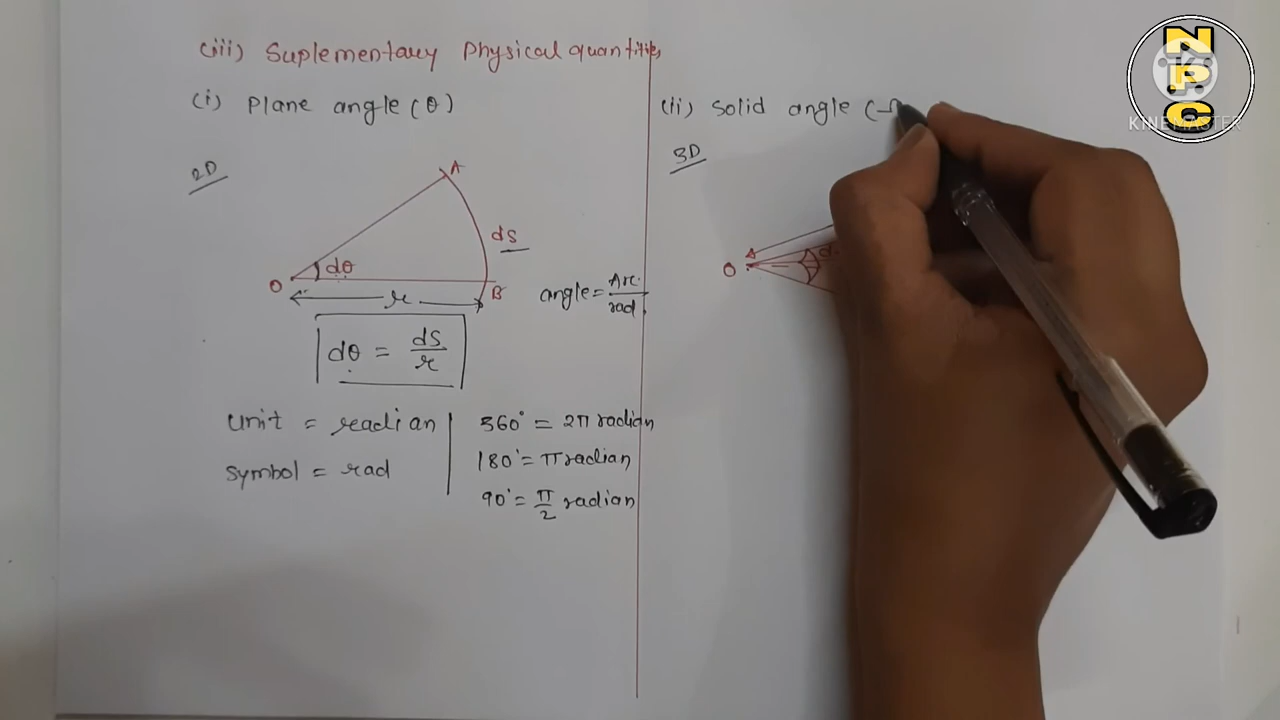 (iii) Suplementary Physical quantities
(i) Plane angle (θ)
2D
A
ds
dθ
O
B
r
angle = Arc / rad
dθ = ds / r
unit = readian
symbol = rad
360° = 2π radian
180° = π radian
90° = π/2 radian
(ii) Solid angle (Ω
3D
A
O
d
NPC
KINEMASTER